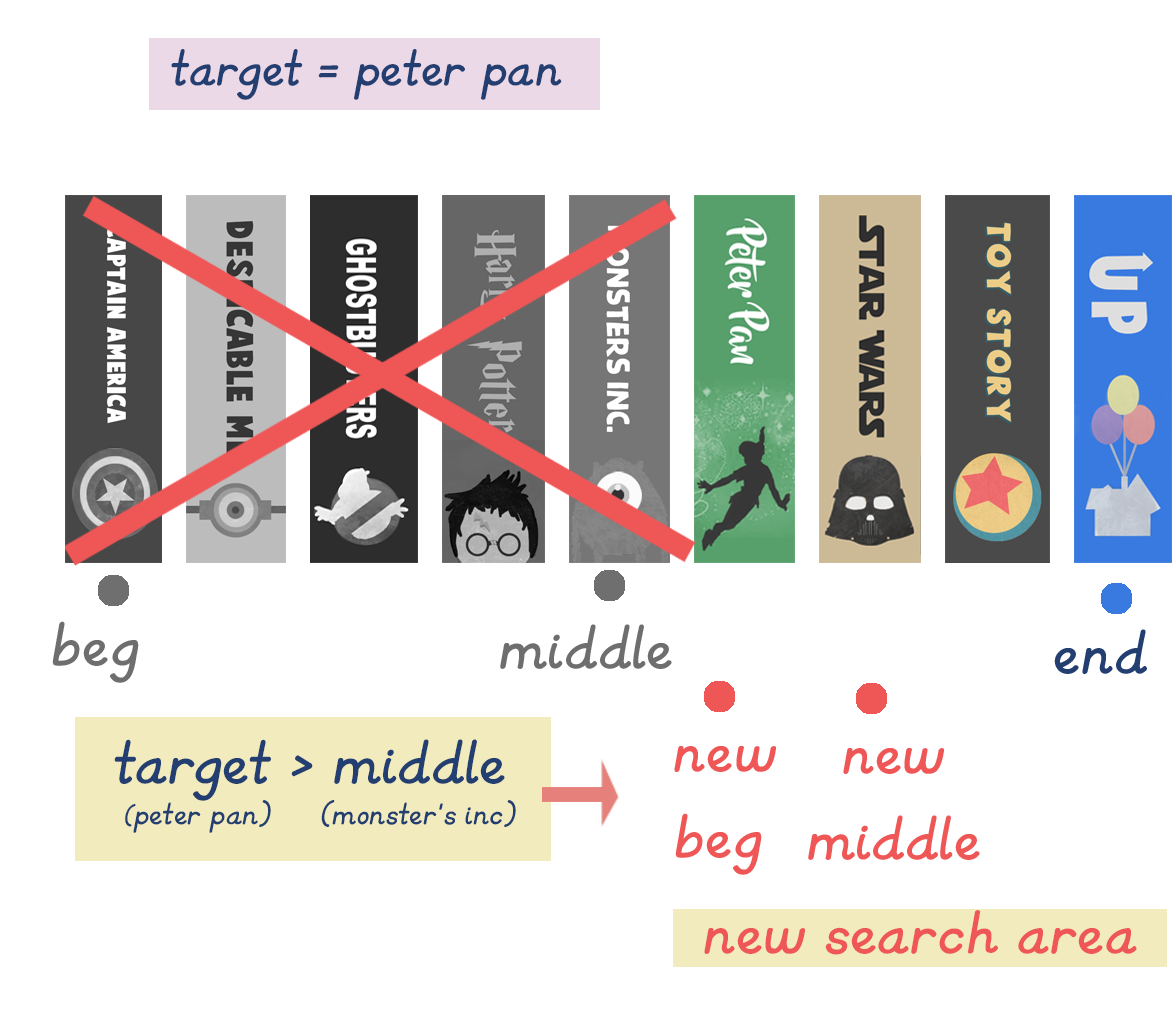 target = peter pan
CAPTAIN AMERICA
DESPICABLE ME
GHOSTBUSTERS
Harry Potter
MONSTERS INC.
Peter Pan
STAR WARS
TOY STORY
UP
beg
middle
end
target > middle
(peter pan) (monster's inc)
new new
beg middle
new search area